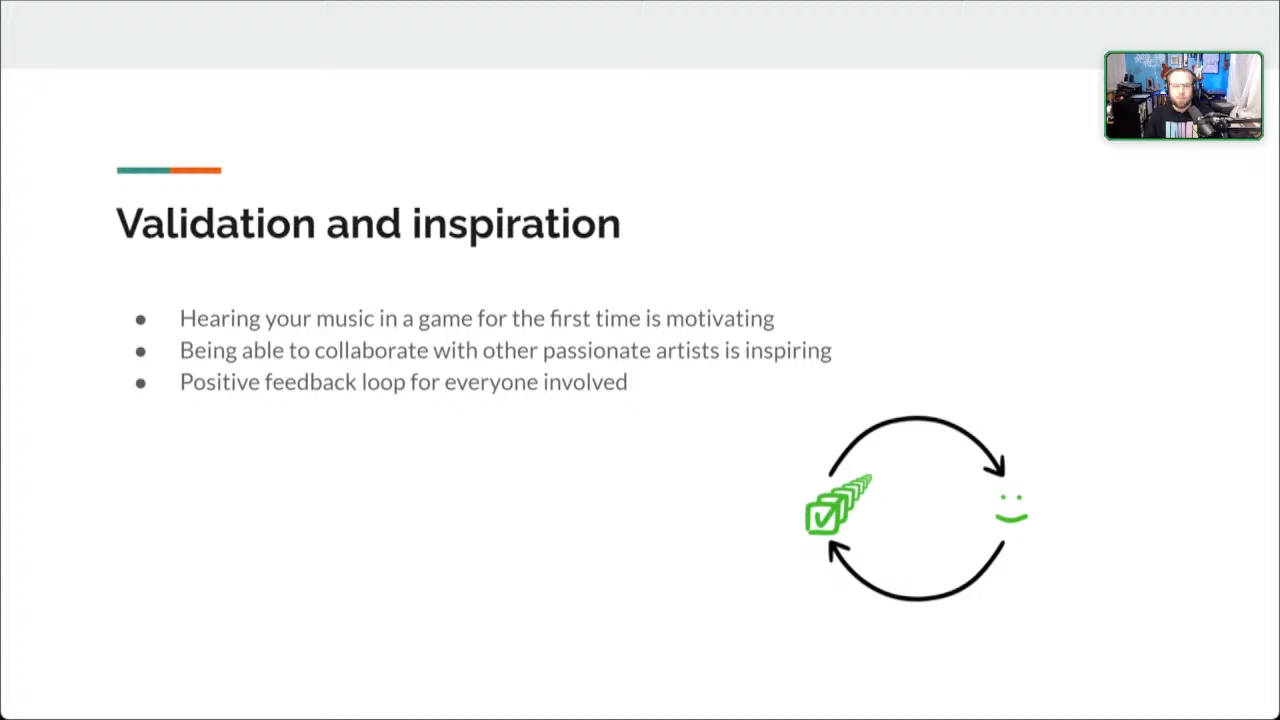 Validation and inspiration
● Hearing your music in a game for the first time is motivating
● Being able to collaborate with other passionate artists is inspiring
● Positive feedback loop for everyone involved